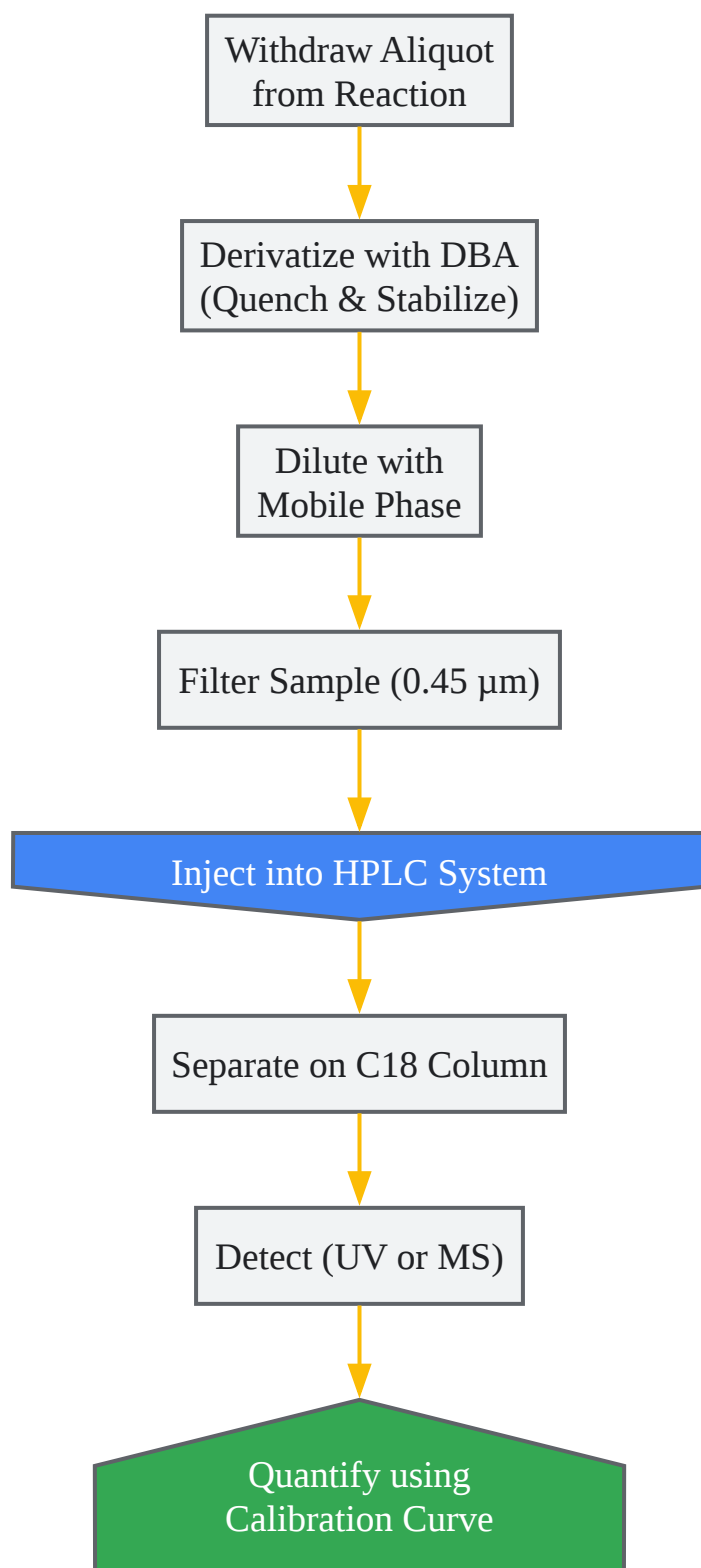 Withdraw Aliquot
from Reaction
Derivatize with DBA
(Quench & Stabilize)
Dilute with
Mobile Phase
Filter Sample (0.45 µm)
Inject into HPLC System
Separate on C18 Column
Detect (UV or MS)
Quantify using
Calibration Curve